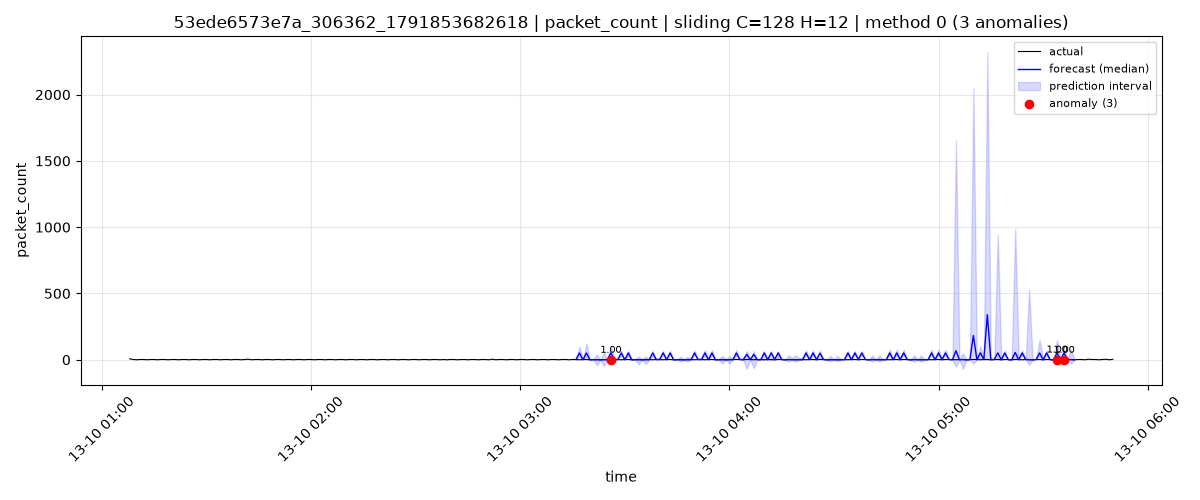 53ede6573e7a_306362_1791853682618 | packet_count | sliding C=128 H=12 | method 0 (3 anomalies)
packet_count
2000
1500
1000
500
0
actual
forecast (median)
prediction interval
anomaly (3)
1.00
13-10 01:00
13-10 02:00
13-10 03:00
13-10 04:00
13-10 05:00
13-10 06:00
time